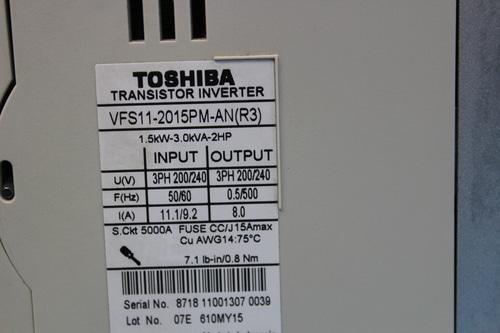 TOSHIBA
TRANSISTOR INVERTER
VFS11-2015PM-AN(R3)
1.5kW-3.0kVA-2HP
INPUT OUTPUT
U(V) 3PH 200/240 3PH 200/240
F(Hz) 50/60 0.5/500
I(A) 11.1/9.2 8.0
S.Ckt 5000A FUSE CC/J 15Amax
Cu AWG14:75°C
7.1 lb-in/0.8 Nm
Serial No. 8718 11001307 0039
Lot No. 07E 610MY15